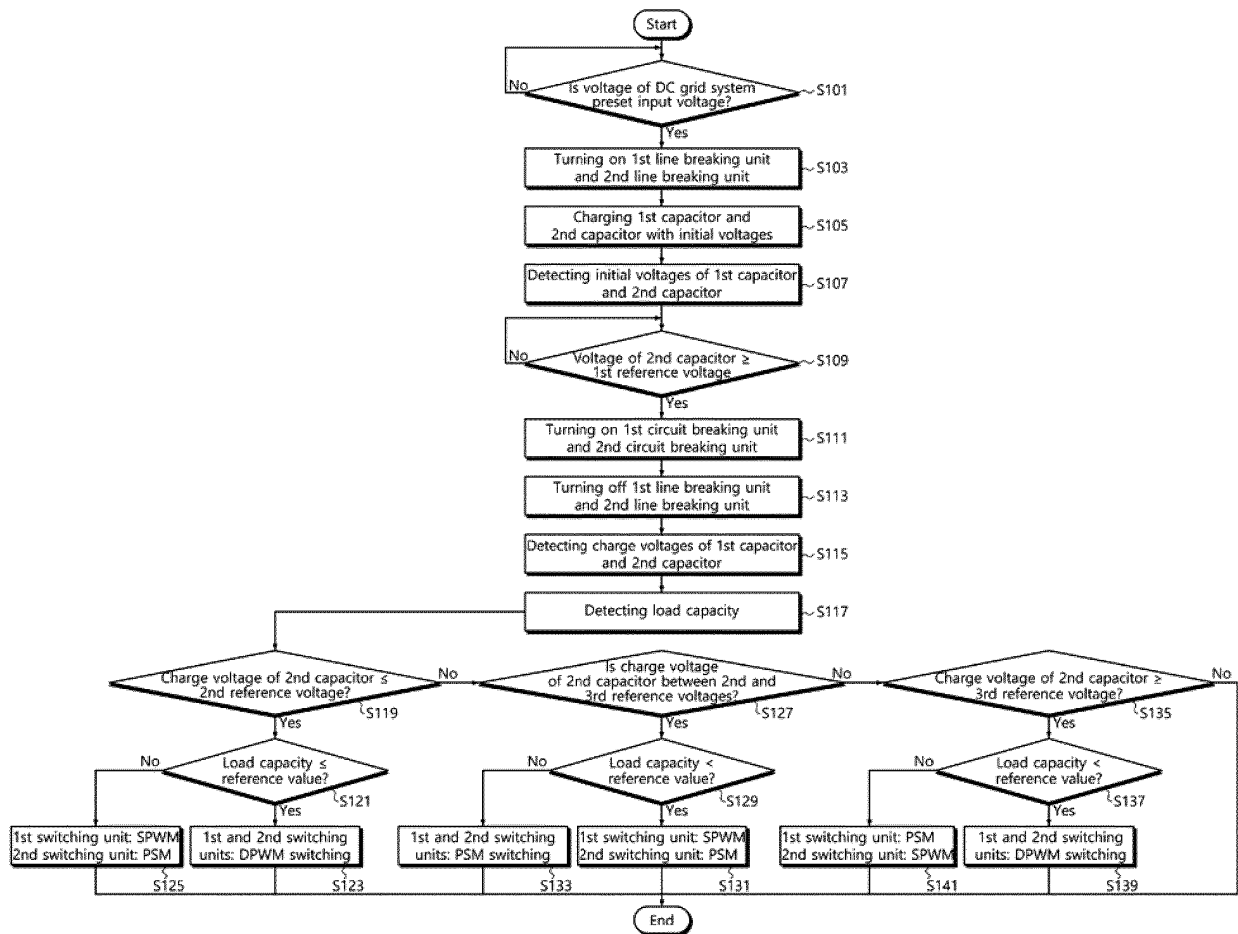 Start
No
Is voltage of DC grid system
preset input voltage?
S101
Yes
Turning on 1st line breaking unit
and 2nd line breaking unit
S103
Charging 1st capacitor and
2nd capacitor with initial voltages
S105
Detecting initial voltages of 1st capacitor
and 2nd capacitor
S107
No
Voltage of 2nd capacitor ≥
1st reference voltage
S109
Yes
Turning on 1st circuit breaking unit
and 2nd circuit breaking unit
S111
Turning off 1st line breaking unit
and 2nd line breaking unit
S113
Detecting charge voltages of 1st capacitor
and 2nd capacitor
S115
Detecting load capacity
S117
Charge voltage of 2nd capacitor ≤
2nd reference voltage?
S119
No
Yes
Is charge voltage
of 2nd capacitor between 2nd and
3rd reference voltages?
S127
No
Yes
Charge voltage of 2nd capacitor ≥
3rd reference voltage?
S135
No
Yes
No
Load capacity ≤
reference value?
S121
Yes
No
Load capacity <
reference value?
S129
Yes
No
Load capacity <
reference value?
S137
Yes
1st switching unit: SPWM
2nd switching unit: PSM
S125
1st and 2nd switching
units: DPWM switching
S123
1st and 2nd switching
units: PSM switching
S133
1st switching unit: SPWM
2nd switching unit: PSM
S131
1st switching unit: PSM
2nd switching unit: SPWM
S141
1st and 2nd switching
units: DPWM switching
S139
End